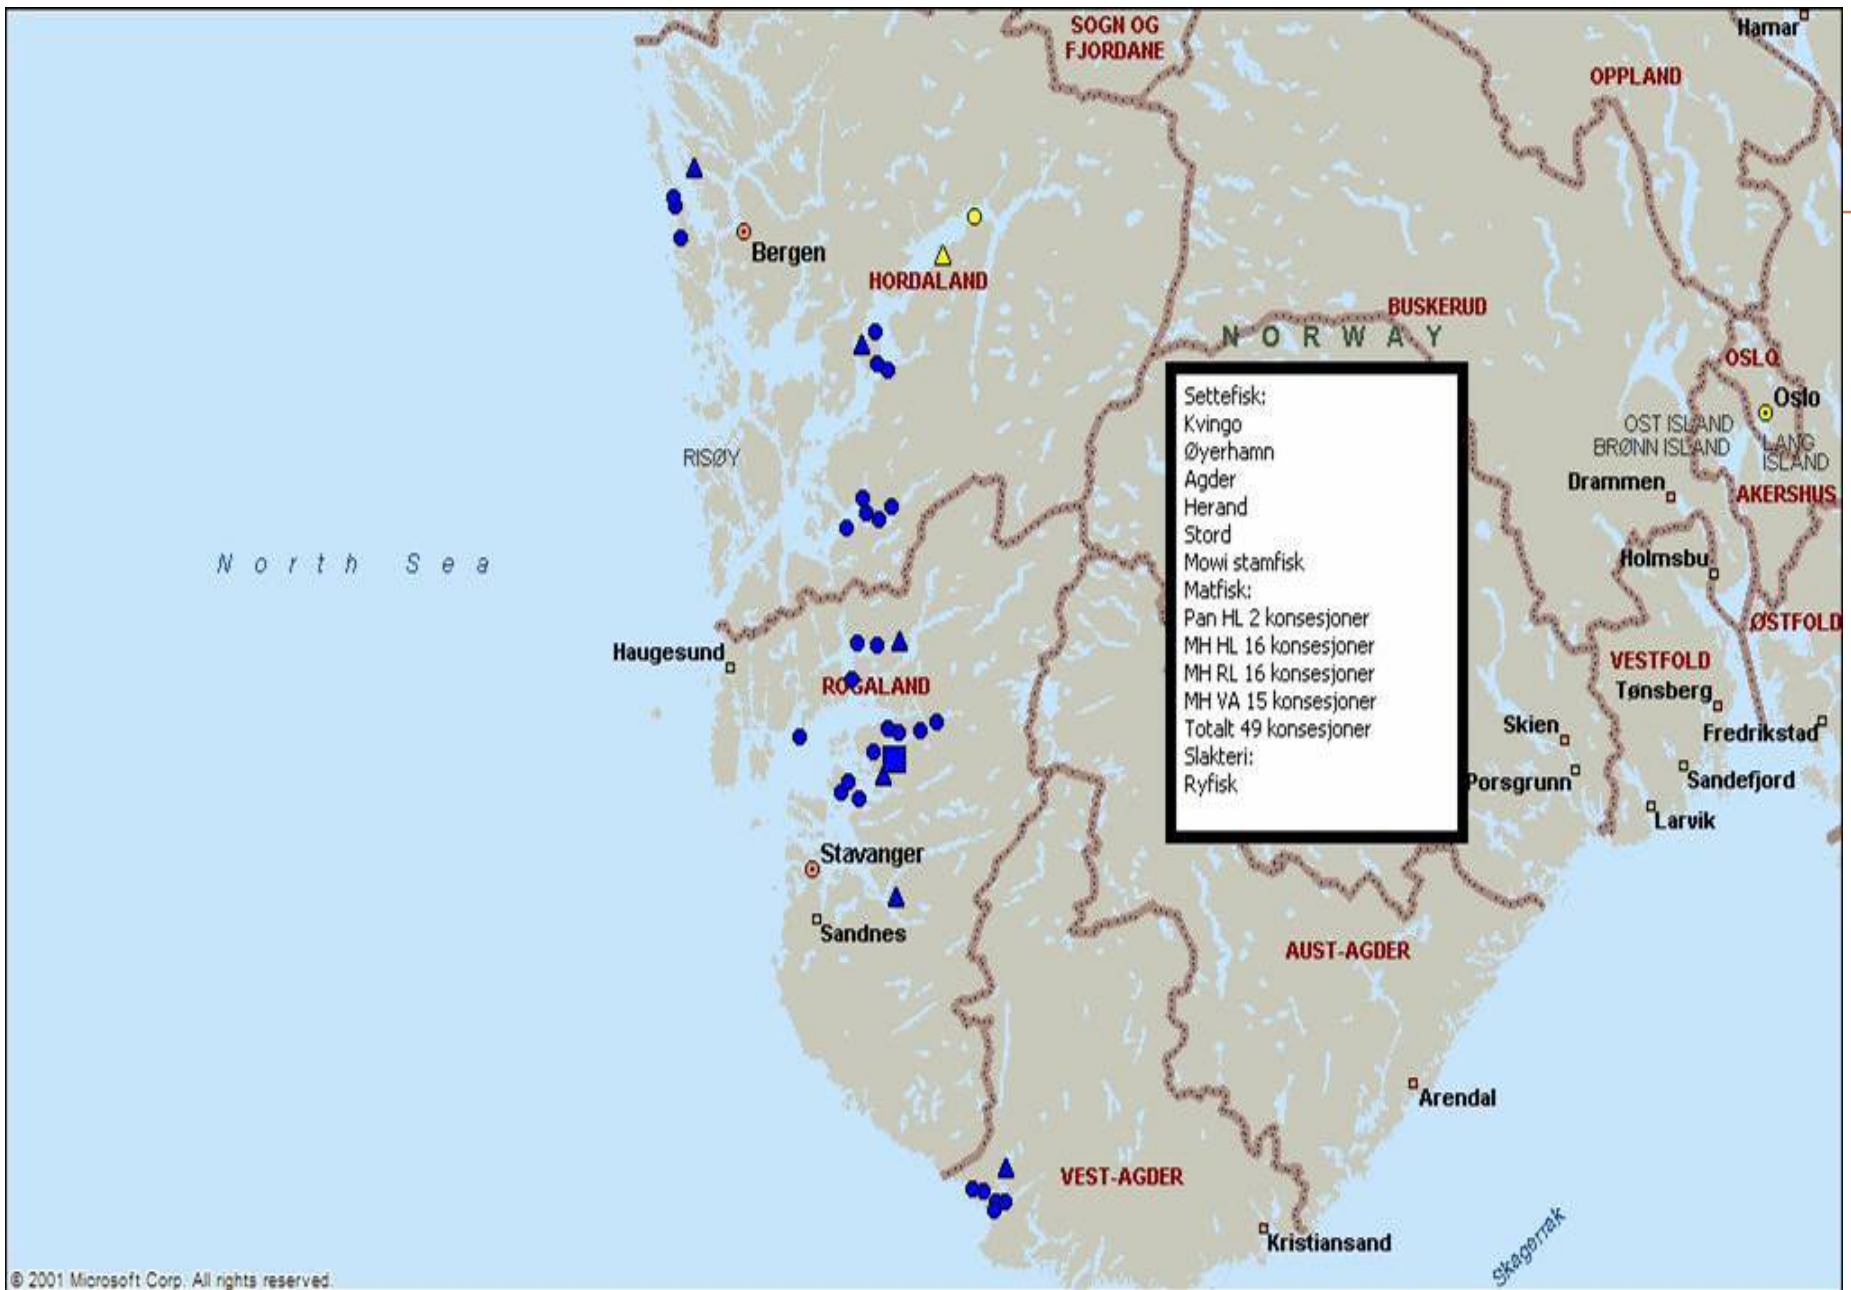 SOGN OG
FJORDANE
Hamar
OPPLAND
Bergen
HORDALAND
BUSKERUD
NORWAY
OSLO
Oslo
OST ISLAND
BRØNN ISLAND
LANG
ISLAND
RISØY
Drammen
AKERSHUS
North Sea
Holmsbu
ØSTFOLD
Haugesund
ROGALAND
VESTFOLD
Tønsberg
Skien
Fredrikstad
Porsgrunn
Sandefjord
Larvik
Settefisk:
Kvingo
Øyerhamn
Agder
Herand
Stord
Mowi stamfisk
Matfisk:
Pan HL 2 konsesjoner
MH HL 16 konsesjoner
MH RL 16 konsesjoner
MH VA 15 konsesjoner
Totalt 49 konsesjoner
Slakteri:
Ryfisk
Stavanger
Sandnes
AUST-AGDER
Arendal
VEST-AGDER
Kristiansand
Skagerrak
© 2001 Microsoft Corp. All rights reserved.